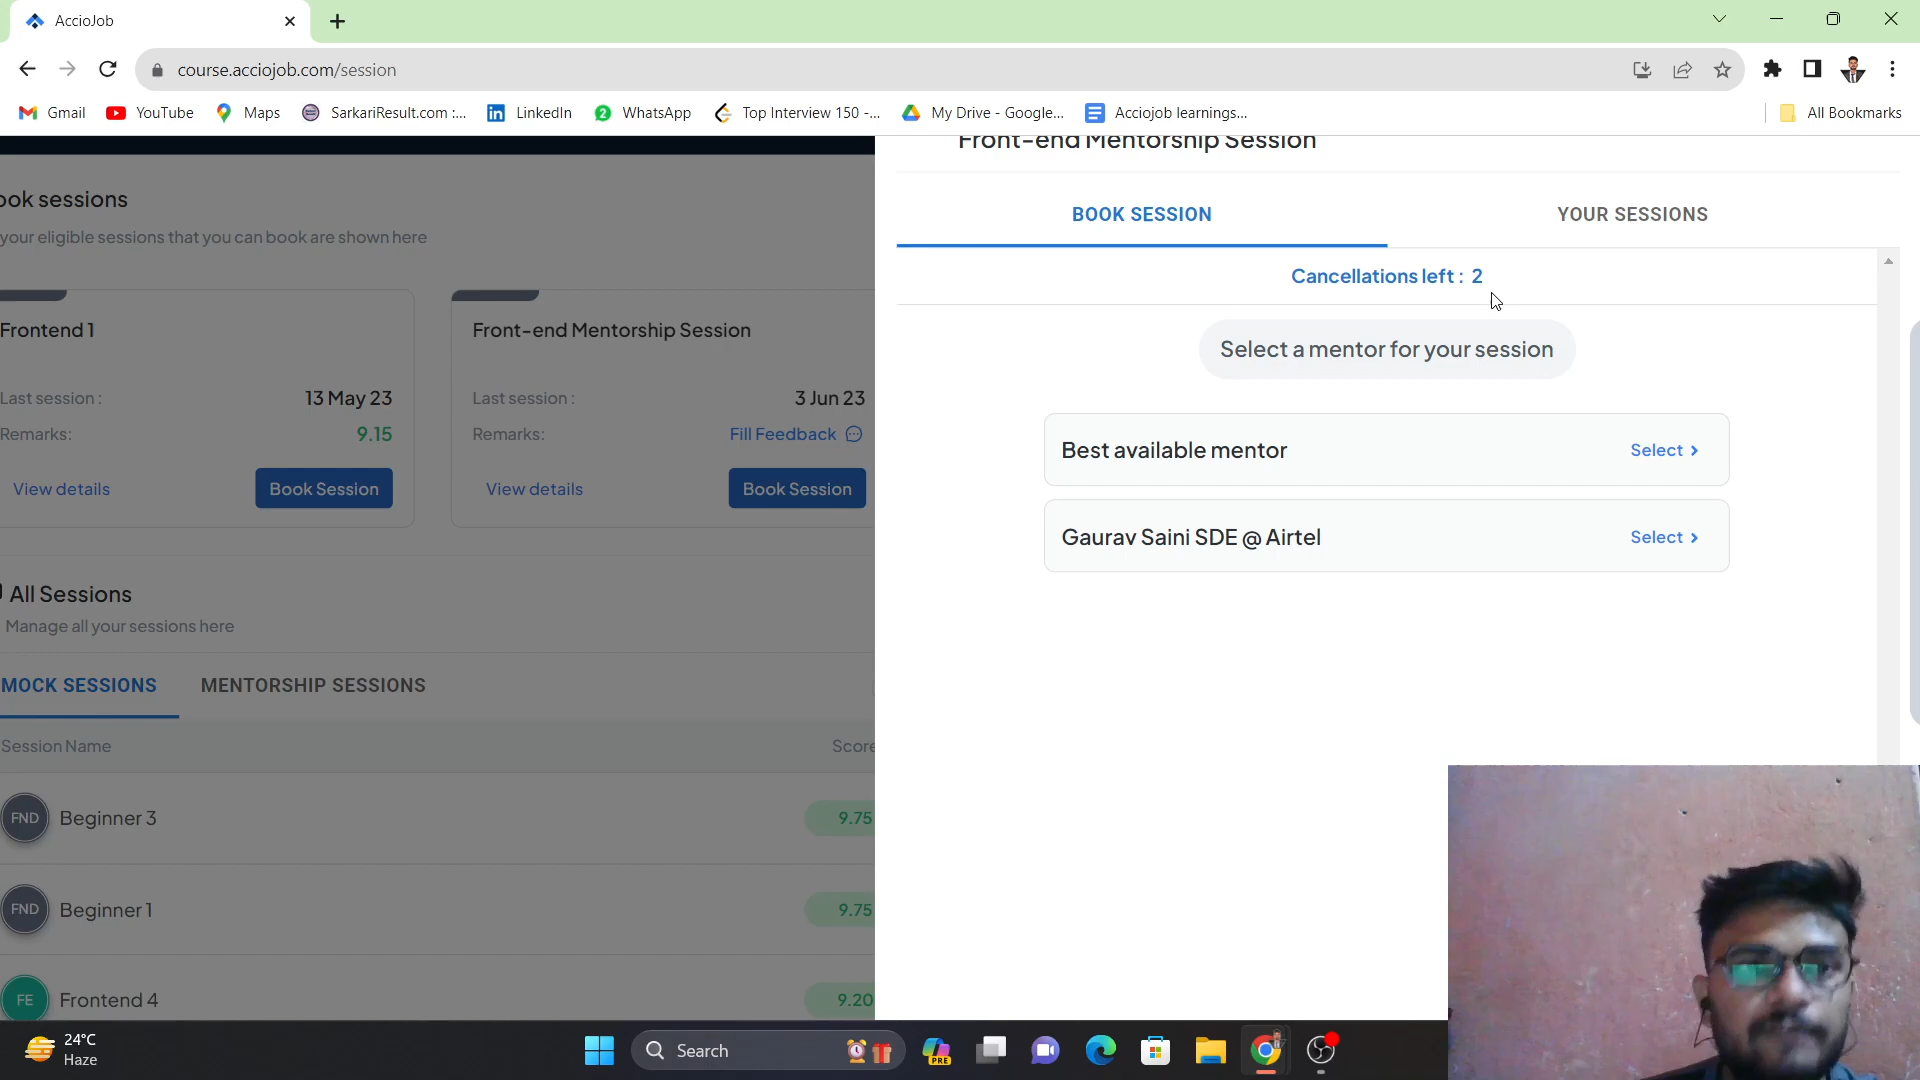 AccioJob
course.acciojob.com/session
Gmail
YouTube
Maps
SarkariResult.com :...
LinkedIn
2
WhatsApp
Top Interview 150 -...
My Drive - Google...
Acciojob learnings...
All Bookmarks
ook sessions
your eligible sessions that you can book are shown here
Frontend 1
Last session :
13 May 23
Remarks:
9.15
View details
Book Session
Front-end Mentorship Session
Last session :
3 Jun 23
Remarks:
Fill Feedback
View details
Book Session
All Sessions
Manage all your sessions here
MOCK SESSIONS
MENTORSHIP SESSIONS
Session Name
Score
FND
Beginner 3
9.75
FND
Beginner 1
9.75
FE
Frontend 4
9.20
Front-end Mentorship Session
BOOK SESSION
YOUR SESSIONS
Cancellations left : 2
Select a mentor for your session
Best available mentor
Select >
Gaurav Saini SDE @ Airtel
Select >
24°C
Haze
Search
PRE